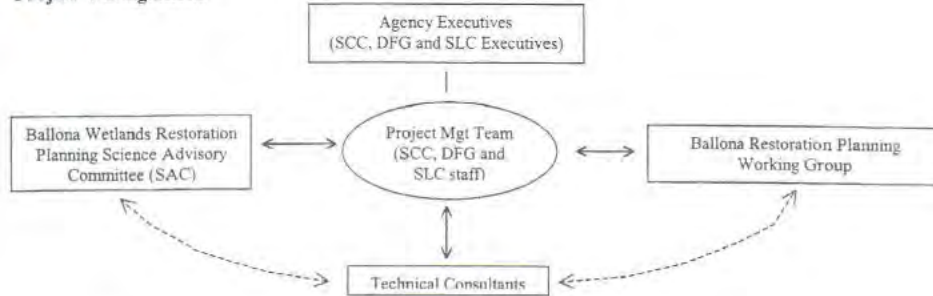 Agency Executives
(SCC, DFG and SLC Executives)
Ballona Wetlands Restoration
Planning Science Advisory
Committee (SAC)
Project Mgt Team
(SCC, DFG and
SLC staff)
Ballona Restoration Planning
Working Group
Technical Consultants